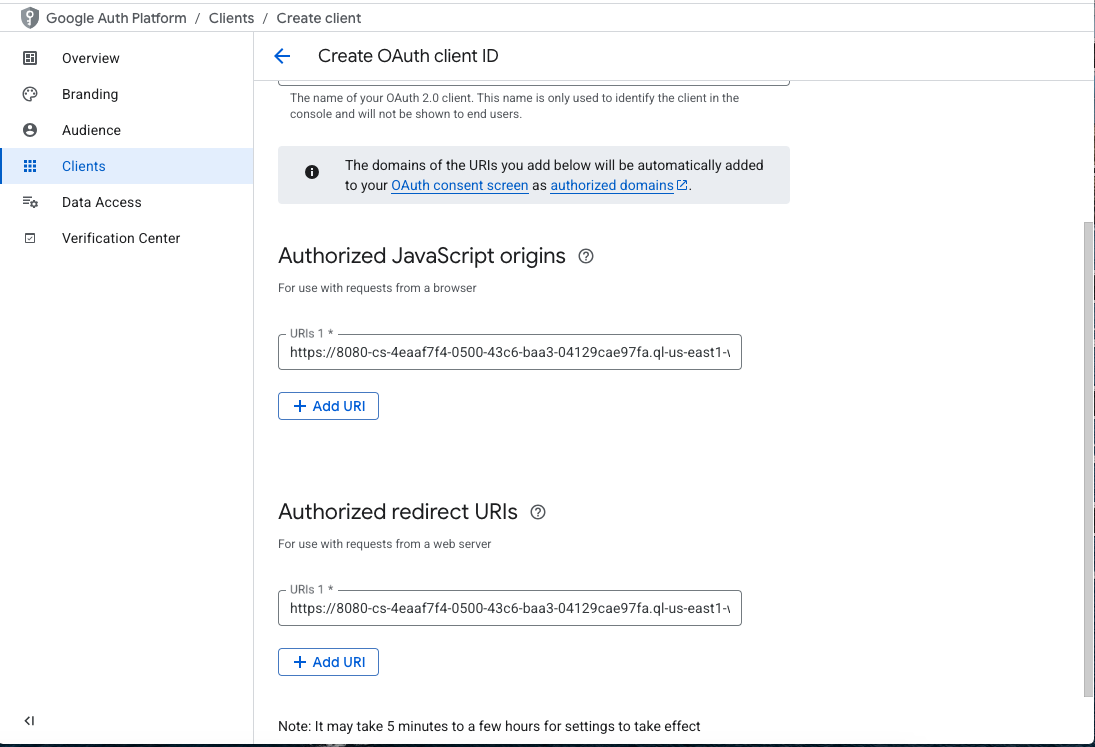 Google Auth Platform / Clients / Create client
Overview
Branding
Audience
Clients
Data Access
Verification Center
Create OAuth client ID
The name of your OAuth 2.0 client. This name is only used to identify the client in the
console and will not be shown to end users.
The domains of the URIs you add below will be automatically added
to your OAuth consent screen as authorized domains.
Authorized JavaScript origins
For use with requests from a browser
URIs 1 *
https://8080-cs-4eaaf7f4-0500-43c6-baa3-04129cae97fa.ql-us-east1-
+ Add URI
Authorized redirect URIs
For use with requests from a web server
URIs 1 *
https://8080-cs-4eaaf7f4-0500-43c6-baa3-04129cae97fa.ql-us-east1-
+ Add URI
Note: It may take 5 minutes to a few hours for settings to take effect